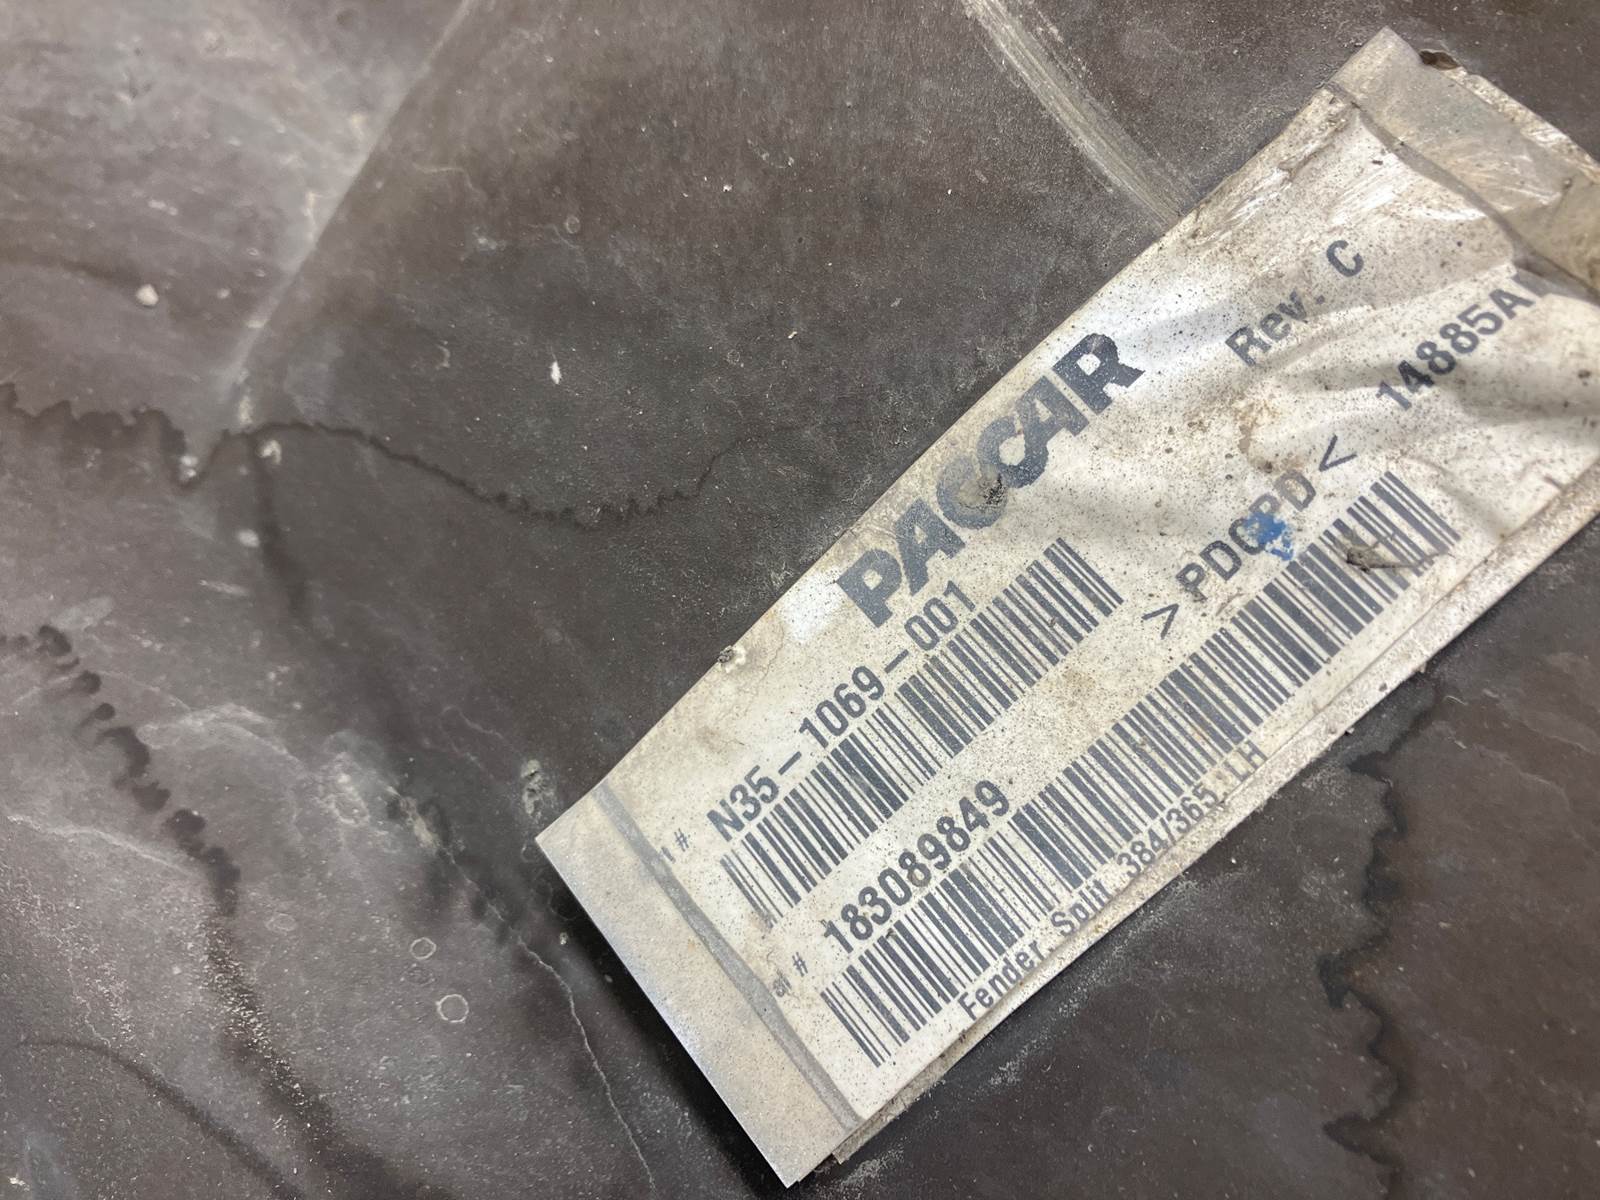 PACCAR
Rev. C
N35-1069-001
> PDCPD <
14885A
183089849
Fender Split 384/365 LH